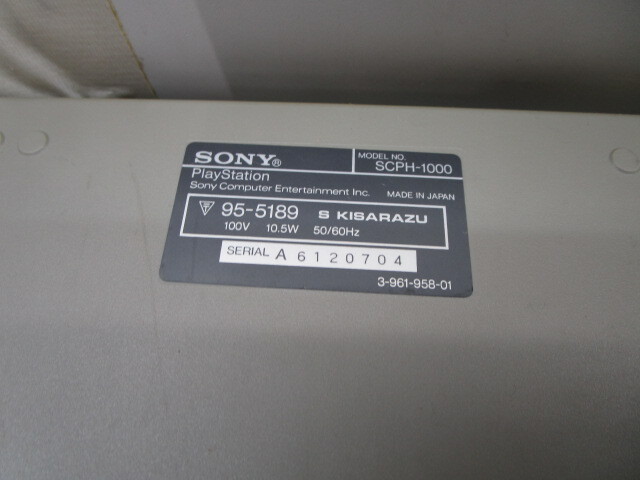 SONY®
MODEL NO.
SCPH-1000
PlayStation
Sony Computer Entertainment Inc.
MADE IN JAPAN
95-5189 S KISARAZU
100V 10.5W 50/60Hz
SERIAL A 6120704
3-961-958-01